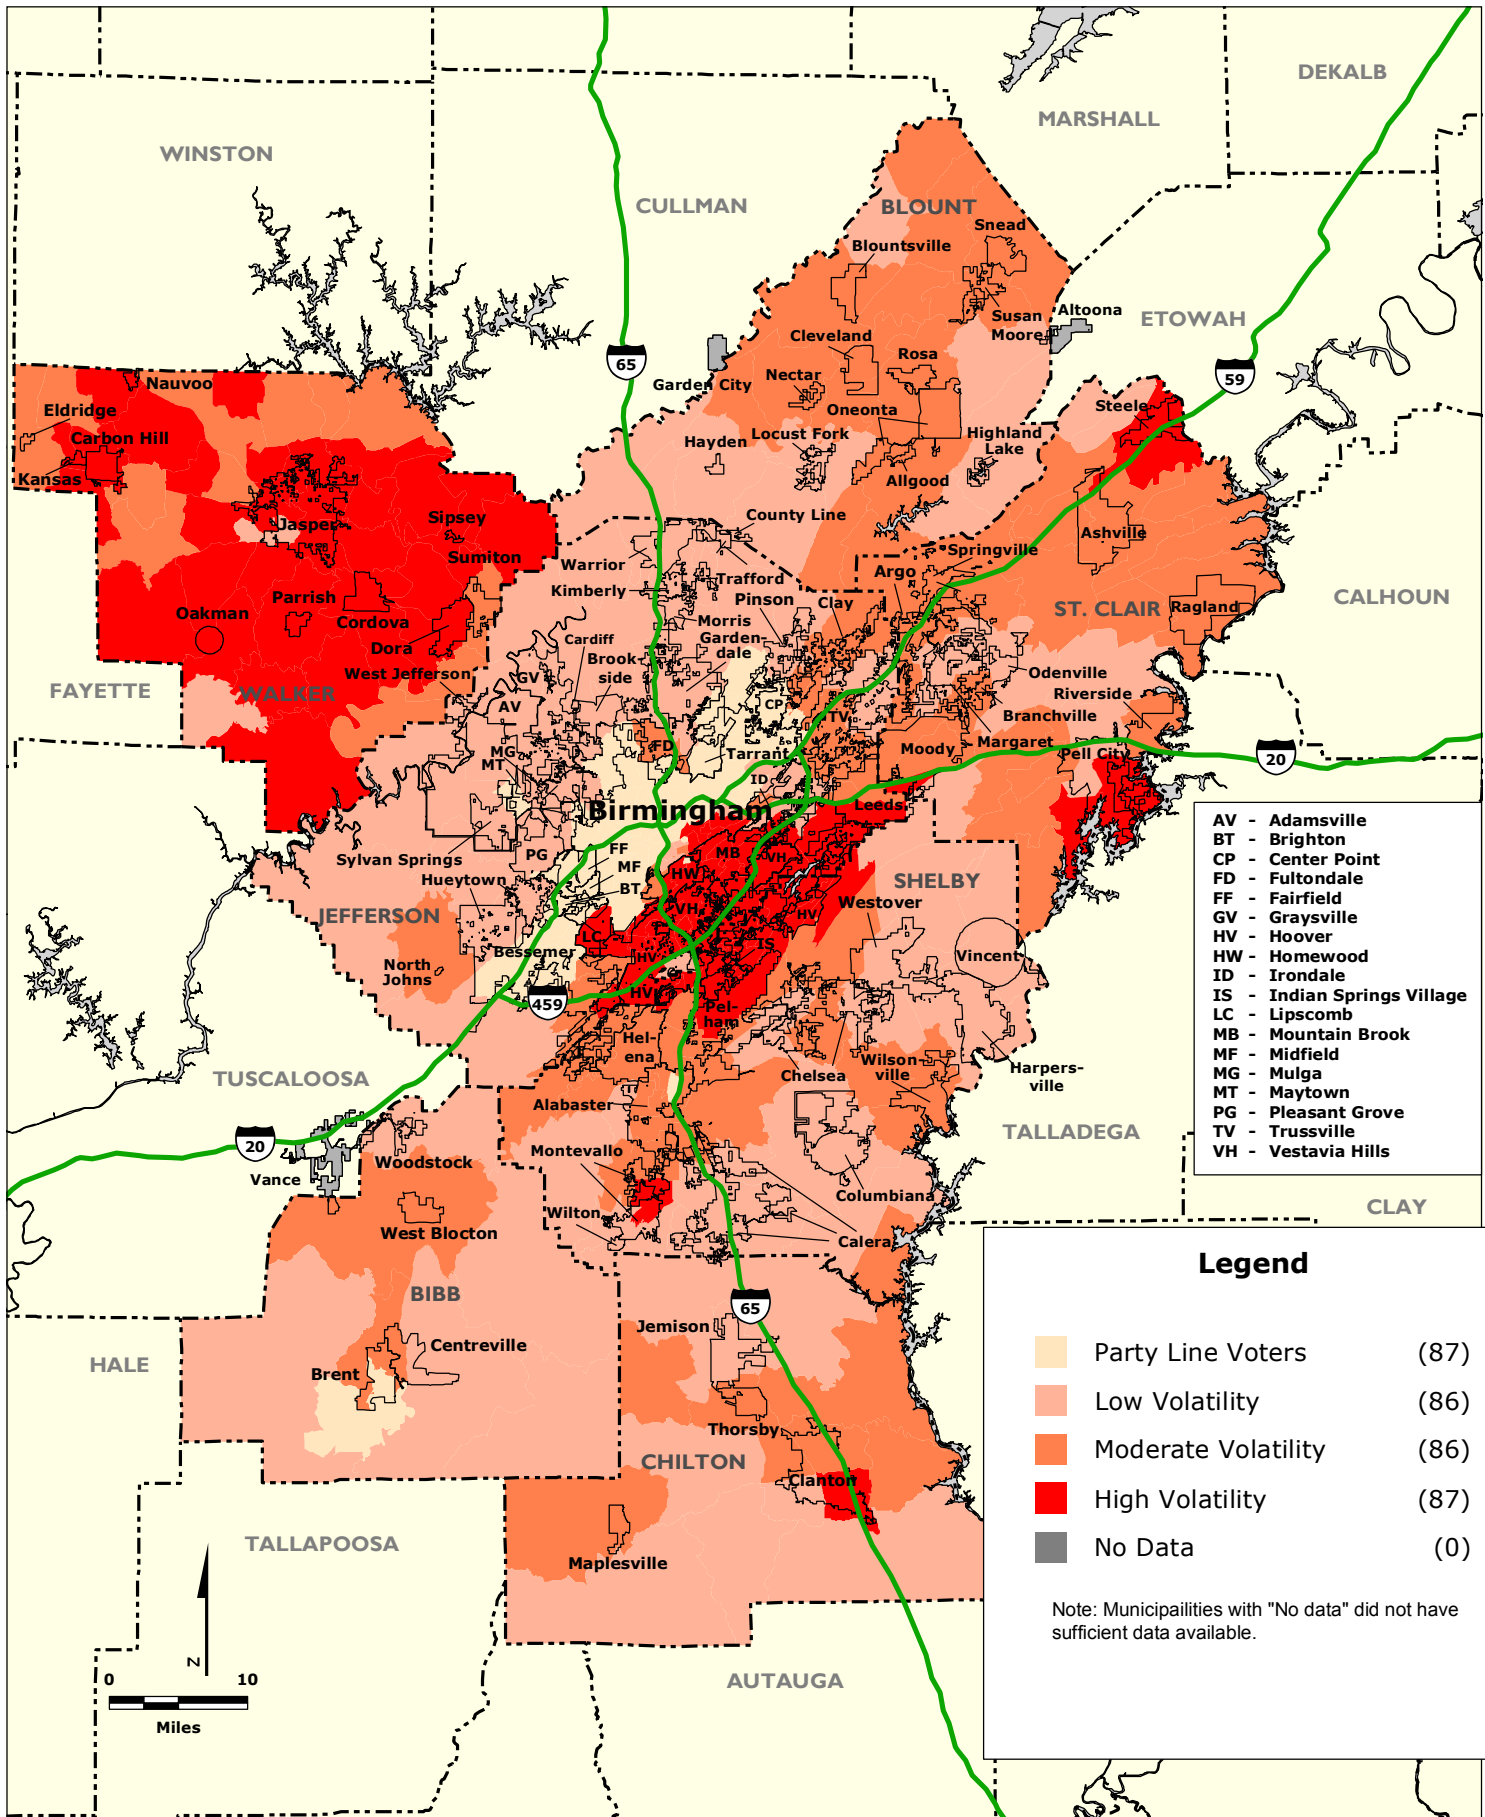 DEKALB
MARSHALL
WINSTON
CULLMAN
BLOUNT
Snead
Blountsville
Susan
Moore
Altoona
ETOWAH
Cleveland
Rosa
65
59
Nectar
Garden City
Nauvoo
Eldridge
Carbon Hill
Kansas
Oneonta
Steele
Hayden
Locust Fork
Highland
Lake
Allgood
Jasper
Sipsey
Sumiton
County Line
Ashville
Springville
Warrior
Kimberly
Trafford
Pinson
Argo
Clay
ST. CLAIR
Ragland
CALHOUN
Oakman
Parrish
Cordova
Dora
Morris
Garden-
dale
Cardiff
Brook-
side
West Jefferson
GV
AV
FAYETTE
WALKER
Odenville
Riverside
Branchville
CP
TV
FD
Tarrant
Moody
Margaret
Pell City
20
MG
MT
ID
Birmingham
Leeds
Sylvan Springs
PG
FF
MF
BT
MB
VH
HW
Hueytown
SHELBY
Westover
JEFFERSON
VH
HV
LC
IS
Bessemer
HV
Vincent
North
Johns
459
HV
Pel-
ham
Hel-
ena
Wilson-
ville
Harpers-
ville
Chelsea
TUSCALOOSA
Alabaster
TALLADEGA
20
Vance
Woodstock
Montevallo
Columbiana
Wilton
West Blocton
Calera
CLAY
BIBB
65
Jemison
HALE
Centreville
Brent
Thorsby
CHILTON
Clanton
TALLAPOOSA
Maplesville
AUTAUGA
N
0 10
Miles
AV - Adamsville
BT - Brighton
CP - Center Point
FD - Fultondale
FF - Fairfield
GV - Graysville
HV - Hoover
HW - Homewood
ID - Irondale
IS - Indian Springs Village
LC - Lipscomb
MB - Mountain Brook
MF - Midfield
MG - Mulga
MT - Maytown
PG - Pleasant Grove
TV - Trussville
VH - Vestavia Hills
Legend
Party Line Voters (87)
Low Volatility (86)
Moderate Volatility (86)
High Volatility (87)
No Data (0)
Note: Municipailities with "No data" did not have
sufficient data available.